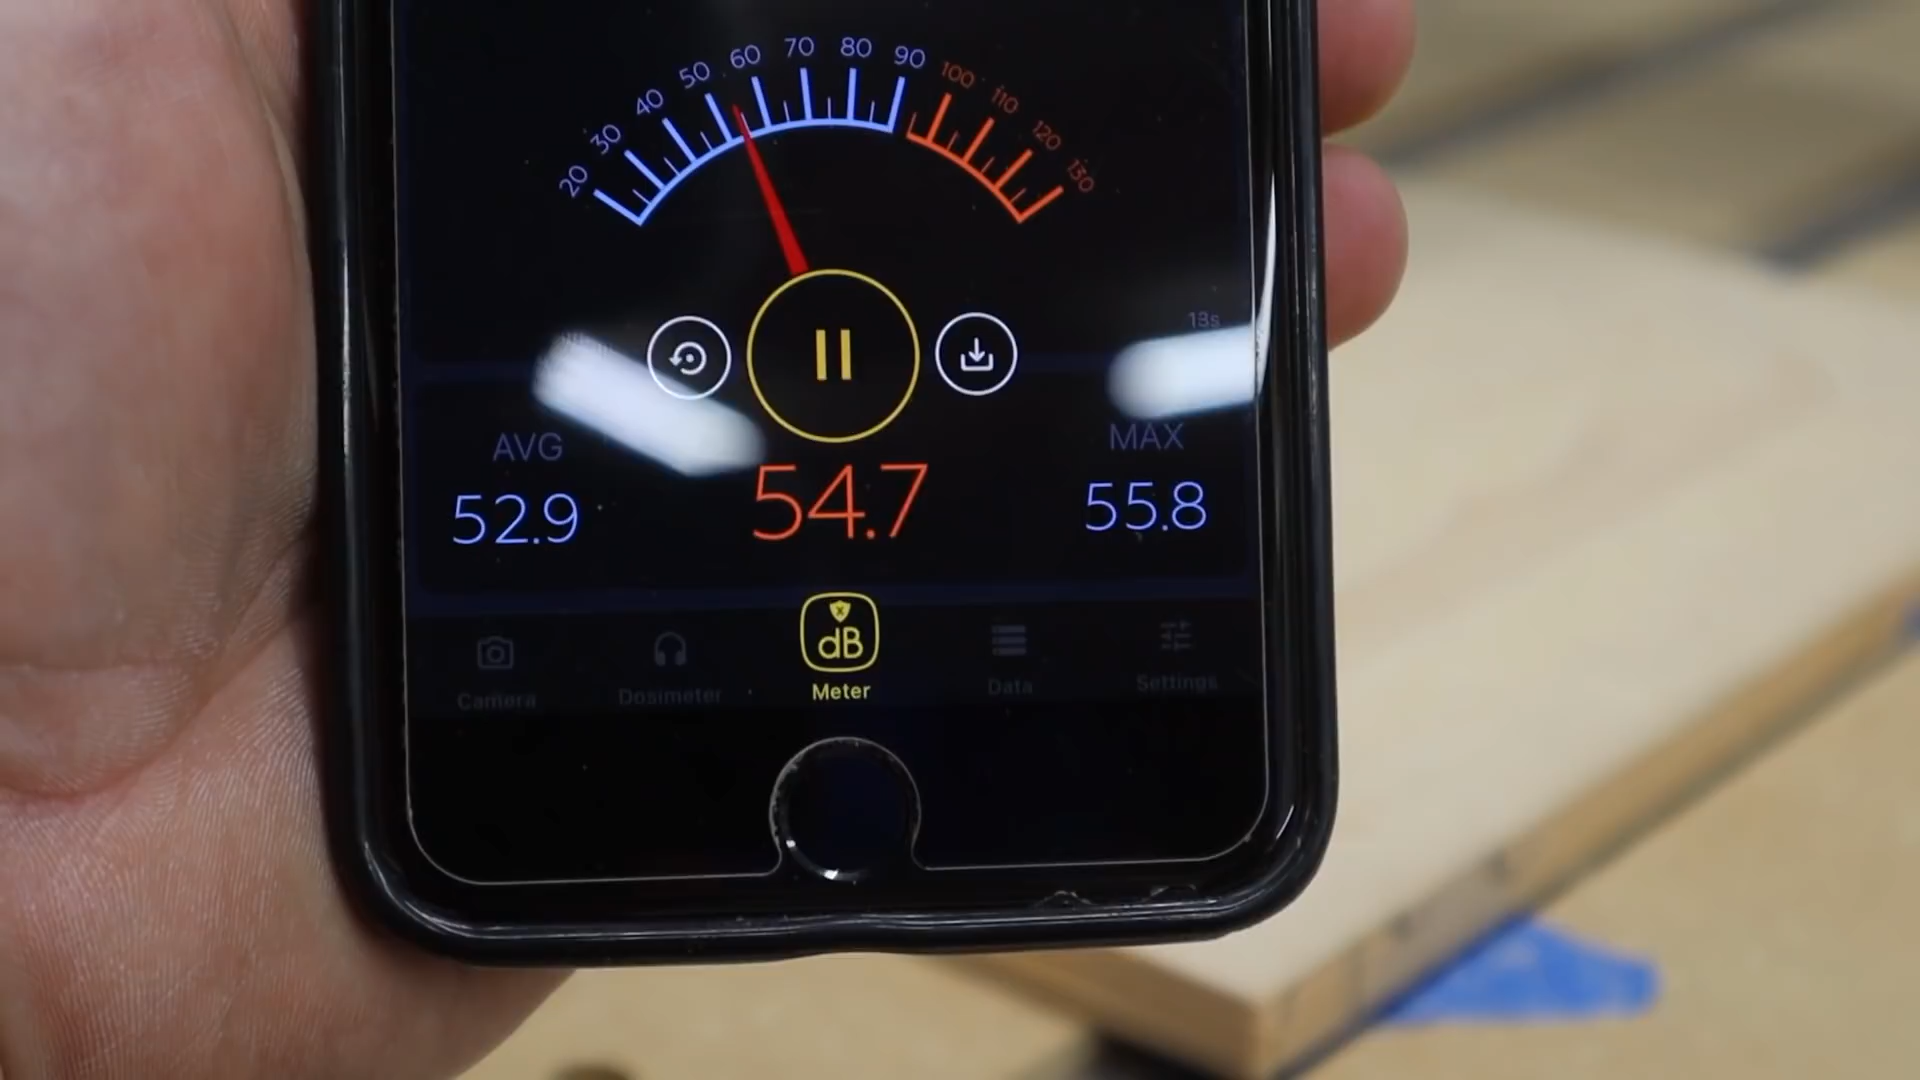 20 30 40 50 60 70 80 90 100 110 120 130
13s
AVG
MAX
52.9
54.7
55.8
dB
Camera
Dosimeter
Meter
Data
Settings